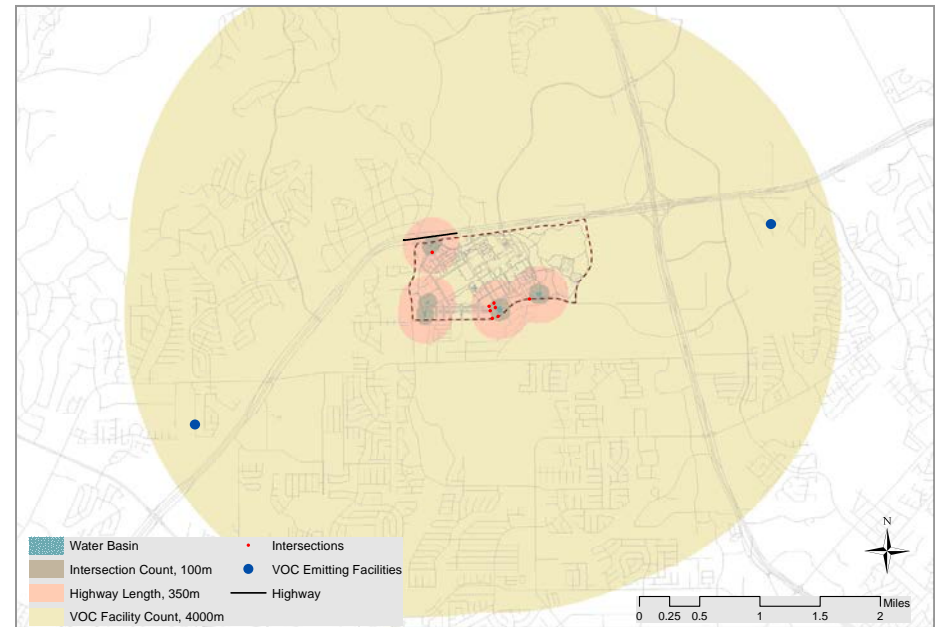 N
Water Basin
Intersections
Intersection Count, 100m
VOC Emitting Facilities
Highway Length, 350m
Highway
VOC Facility Count, 4000m
Miles
0 0.25 0.5 1 1.5 2